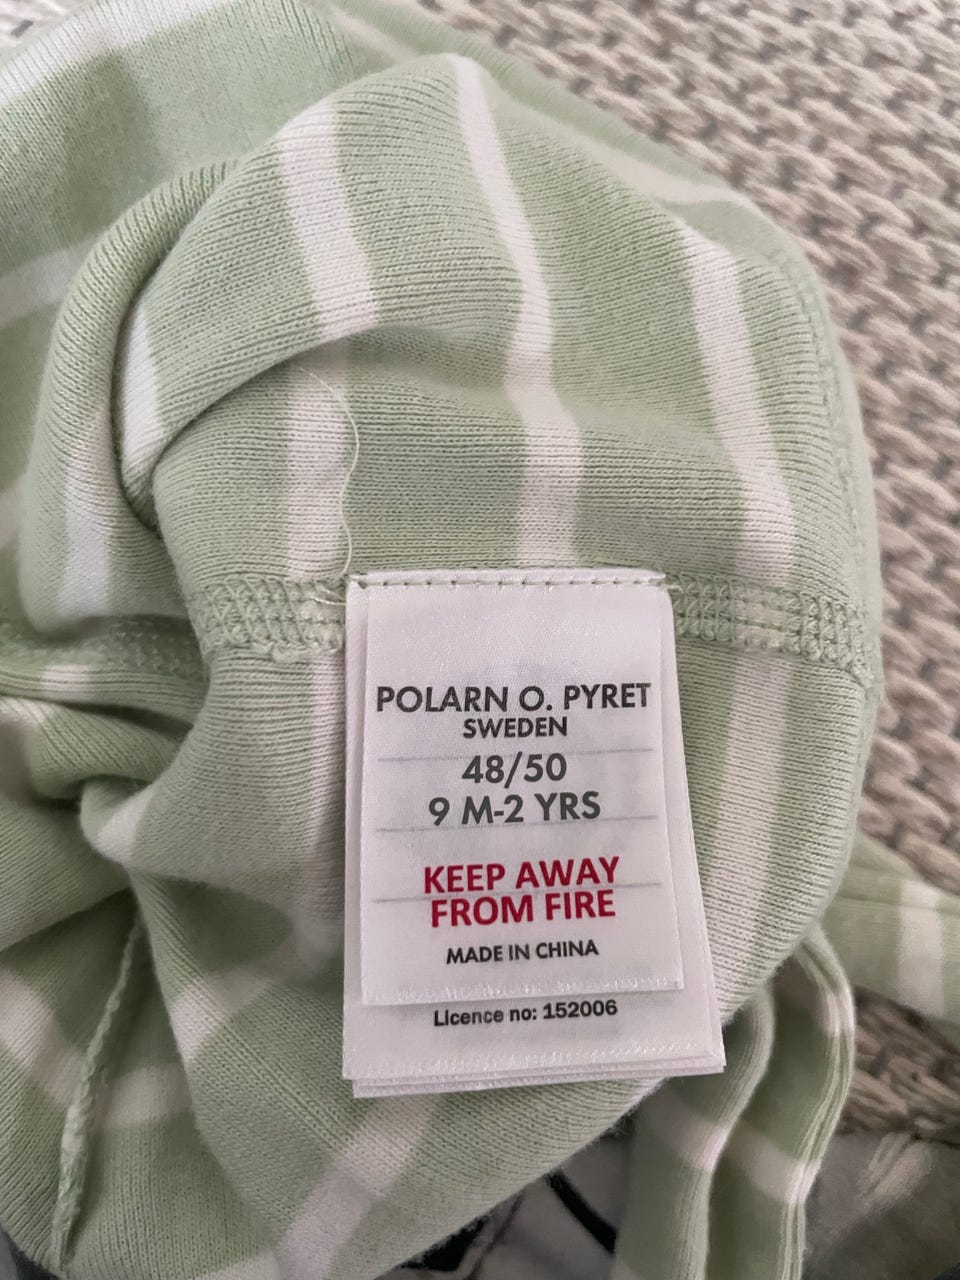 POLARN O. PYRET
SWEDEN
48/50
9 M-2 YRS
KEEP AWAY
FROM FIRE
MADE IN CHINA
Licence no: 152006